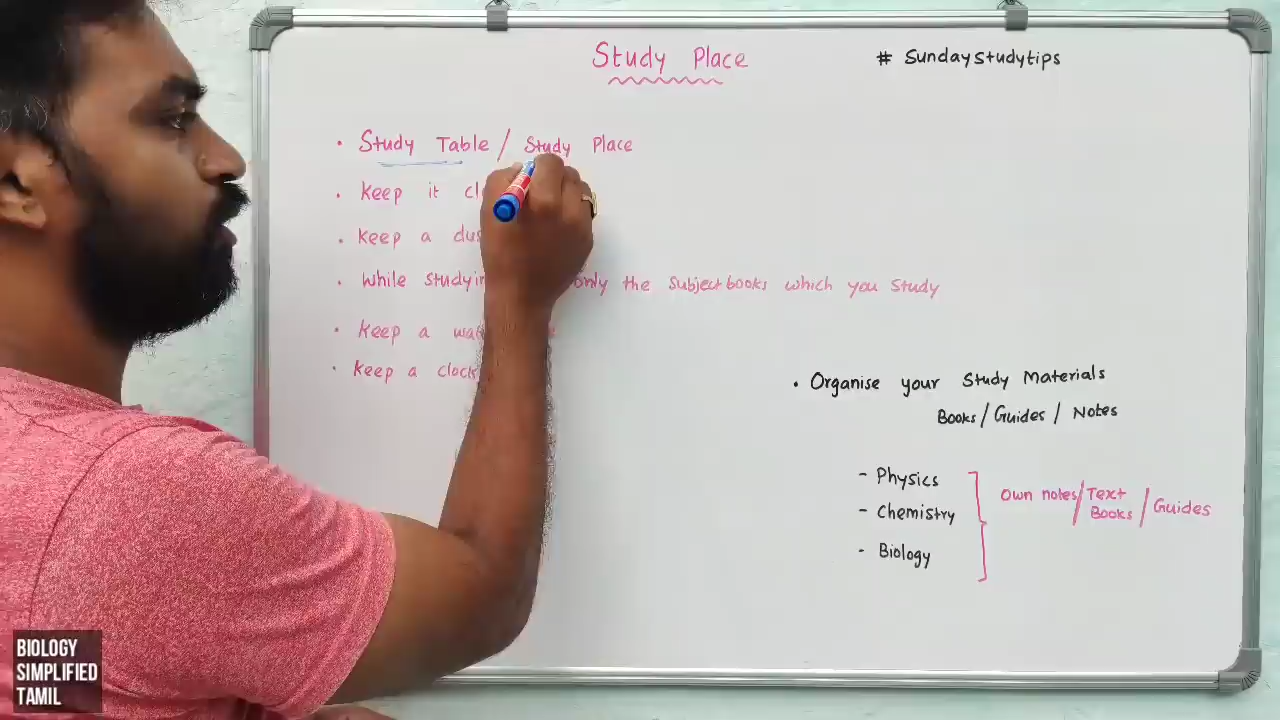 Study Place
# Sundaystudytips
• Study Table / Study Place
• Keep it
• Keep a
• While only the Subject books which you Study
• Keep a
• Keep a clock
• Organise your Study Materials
Books / Guides / Notes
- Physics
- Chemistry
- Biology
Own notes / Text Books / Guides
BIOLOGY
SIMPLIFIED
TAMIL